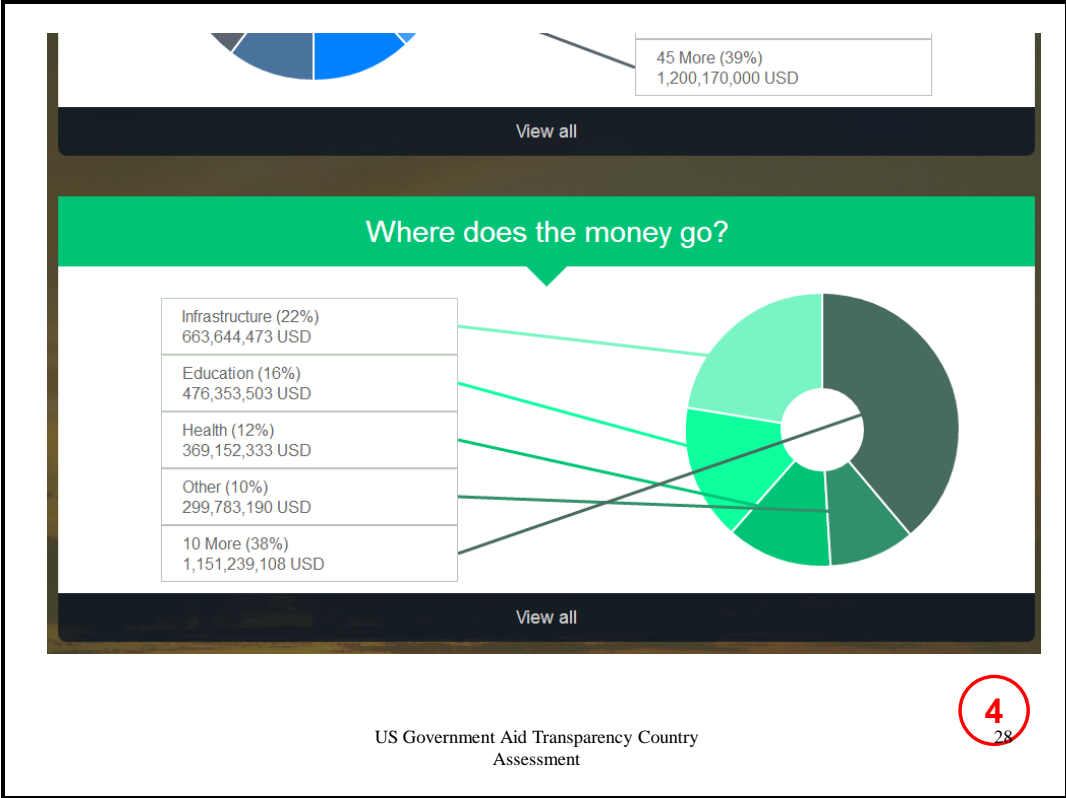 45 More (39%)
1,200,170,000 USD
View all
Where does the money go?
Infrastructure (22%)
663,644,473 USD
Education (16%)
476,353,503 USD
Health (12%)
369,152,333 USD
Other (10%)
299,783,190 USD
10 More (38%)
1,151,239,108 USD
View all
4
US Government Aid Transparency Country
28
Assessment